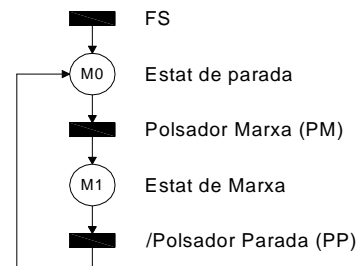 FS
M0 Estat de parada
Polsador Marxa (PM)
M1 Estat de Marxa
/Polsador Parada (PP)